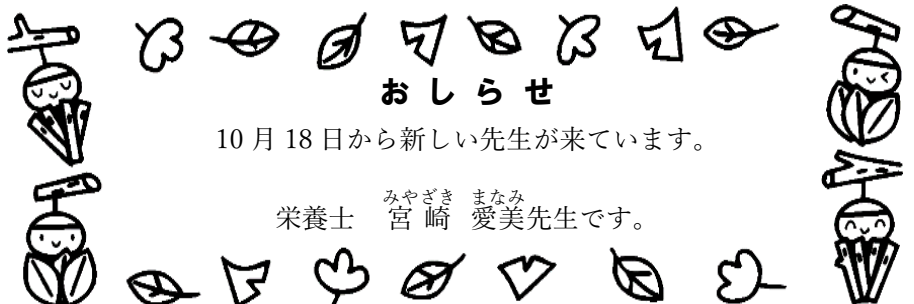 おしらせ
10月18日から新しい先生が来ています。
みやざき まなみ
栄養士 宮崎 愛美先生です。